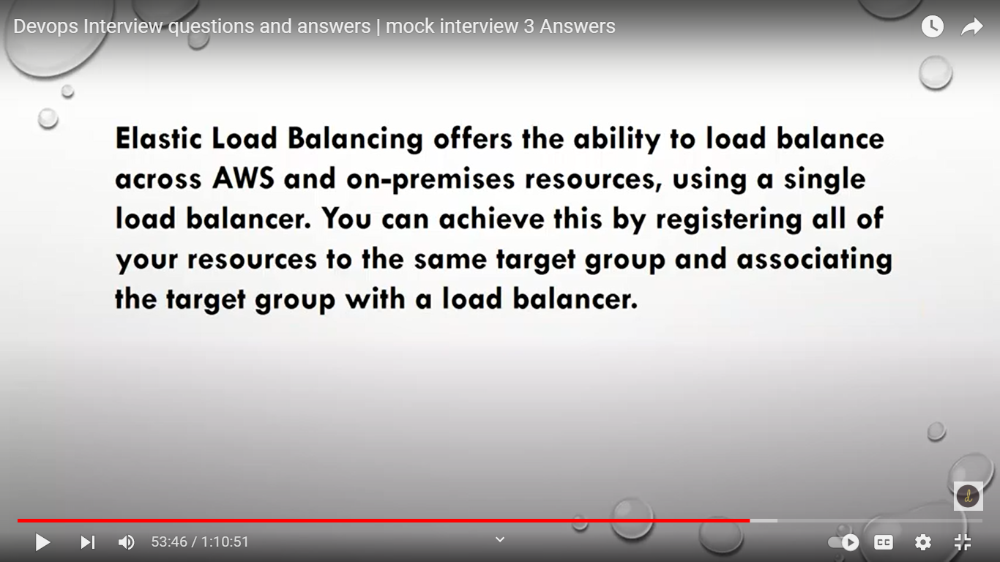 Devops Interview questions and answers | mock interview 3 Answers
Elastic Load Balancing offers the ability to load balance
across AWS and on-premises resources, using a single
load balancer. You can achieve this by registering all of
your resources to the same target group and associating
the target group with a load balancer.
d
53:46 / 1:10:51
CC